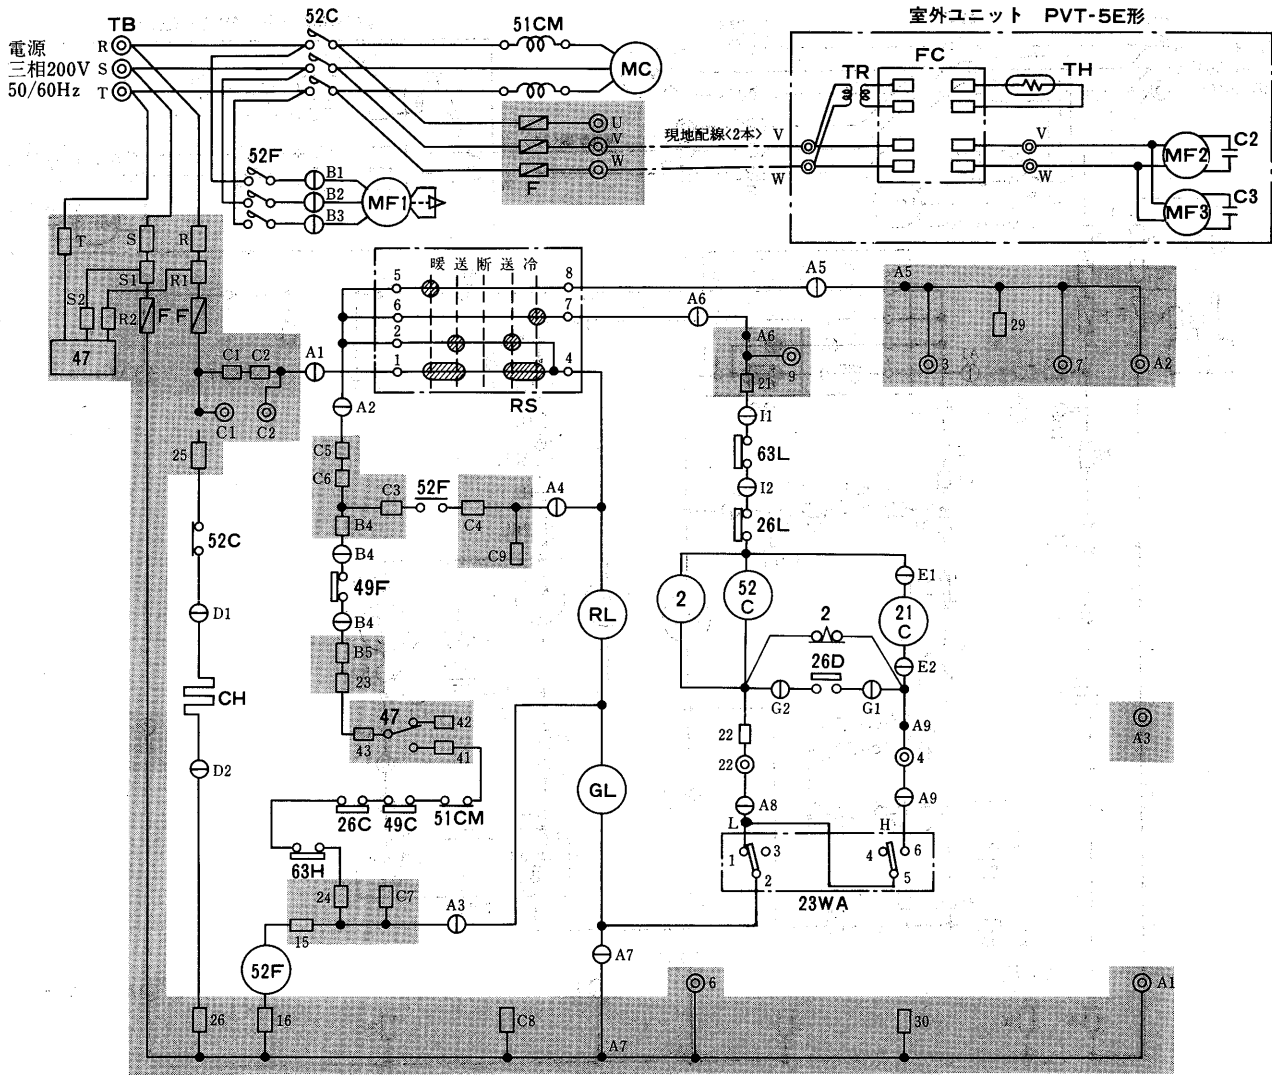 室外ユニット PVT-5E形
TB
52C
51CM
電源
三相200V
50/60Hz
R
S
T
MC
TR
FC
TH
U
V
W
F
現地配線<2本>
V
W
V
W
MF2
C2
MF3
C3
52F
B1
B2
B3
MF1
T
S
R
S1
R1
S2
R2
F
F
47
暖送断送冷
5
8
6
7
2
1
4
RS
A5
A5
A6
A6
9
21
3
29
7
A2
C1
C2
A1
C1
C2
A2
25
C5
C6
C3
52F
C4
A4
C9
B4
B4
49F
B4
B5
23
I1
63L
I2
26L
52C
D1
CH
D2
47
42
43
41
26C
49C
51CM
63H
24
C7
A3
15
52F
RL
GL
2
52
C
21
C
E1
E2
2
26D
G2
G1
22
22
A9
4
A8
A9
L
H
1
3
2
4
6
5
23WA
A3
A7
26
16
C8
A7
6
30
A1